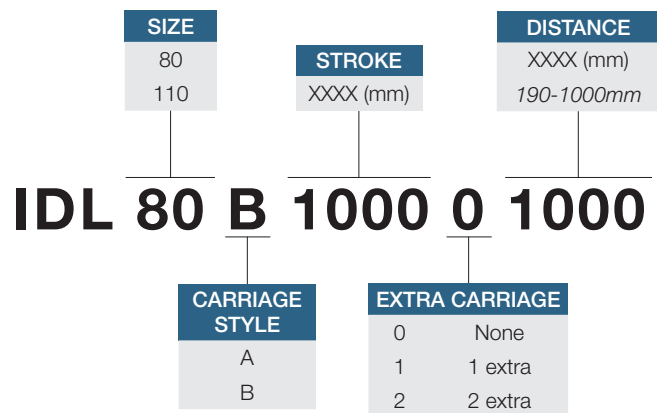 SIZE
80
110
STROKE
XXXX (mm)
DISTANCE
XXXX (mm)
190-1000mm
IDL 80 B 1000 0 1000
CARRIAGE
STYLE
A
B
EXTRA CARRIAGE
0 None
1 1 extra
2 2 extra